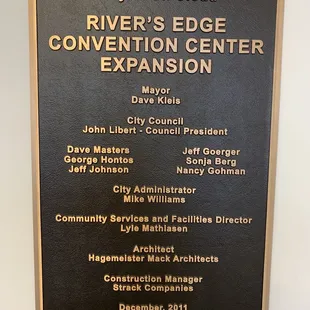 RIVER'S EDGE
CONVENTION CENTER
EXPANSION
Mayor
Dave Kleis
City Council
John Libert - Council President
Dave Masters Jeff Goerger
George Hontos Sonja Berg
Jeff Johnson Nancy Gohman
City Administrator
Mike Williams
Community Services and Facilities Director
Lyle Mathiasen
Architect
Hagemeister Mack Architects
Construction Manager
Strack Companies
December, 2011